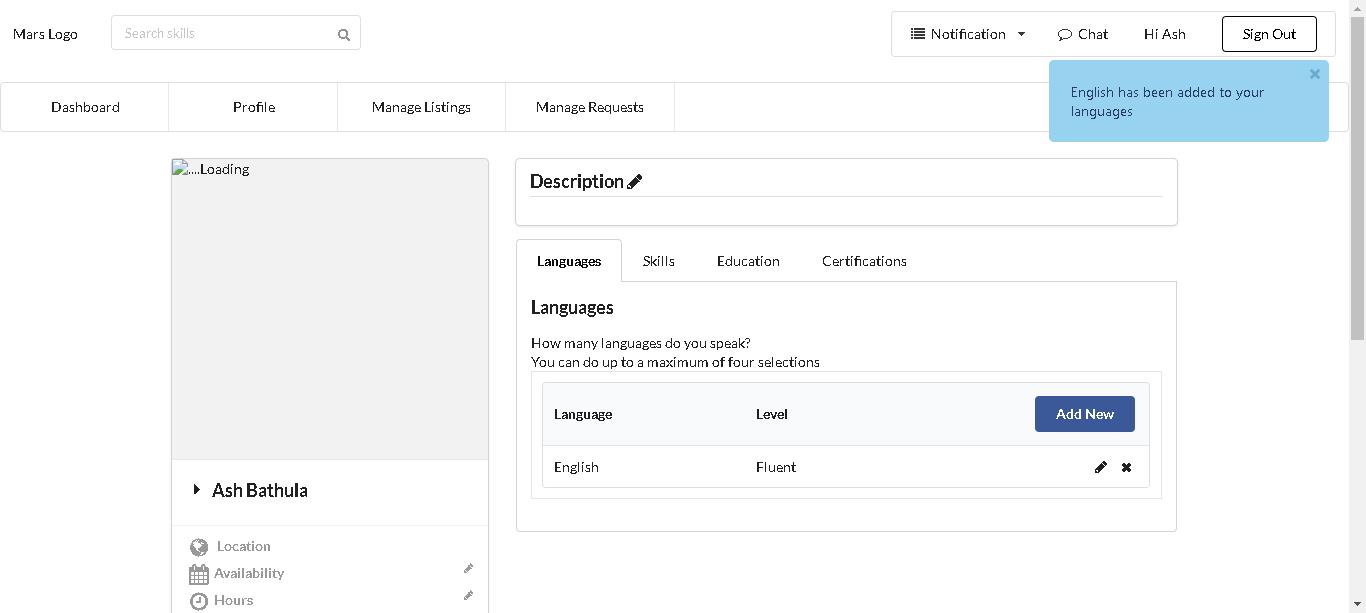 Mars Logo
Search skills
Notification
Chat
Hi Ash
Sign Out
Dashboard
Profile
Manage Listings
Manage Requests
English has been added to your
languages
....Loading
Ash Bathula
Location
Availability
Hours
Description
Languages
Skills
Education
Certifications
Languages
How many languages do you speak?
You can do up to a maximum of four selections
Language
Level
Add New
English
Fluent